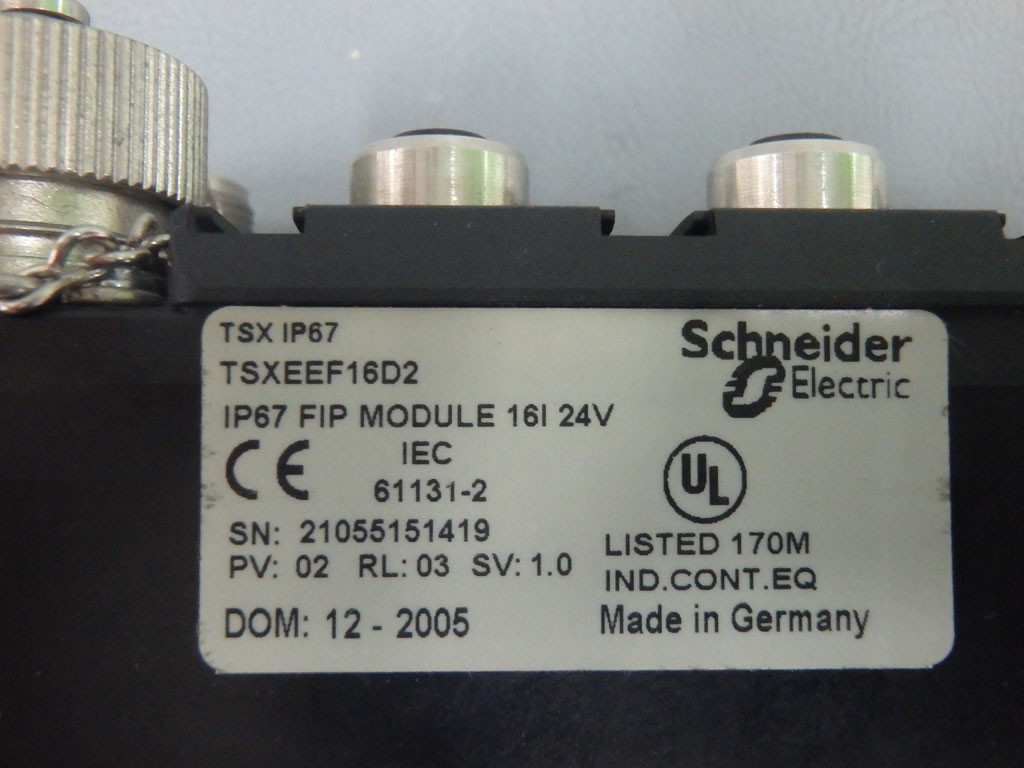 TSX IP67
TSXEEF16D2
IP67 FIP MODULE 16I 24V
Schneider
Electric
CE
IEC
61131-2
UL
SN: 21055151419
PV: 02 RL: 03 SV: 1.0
LISTED 170M
IND.CONT.EQ
DOM: 12 - 2005
Made in Germany